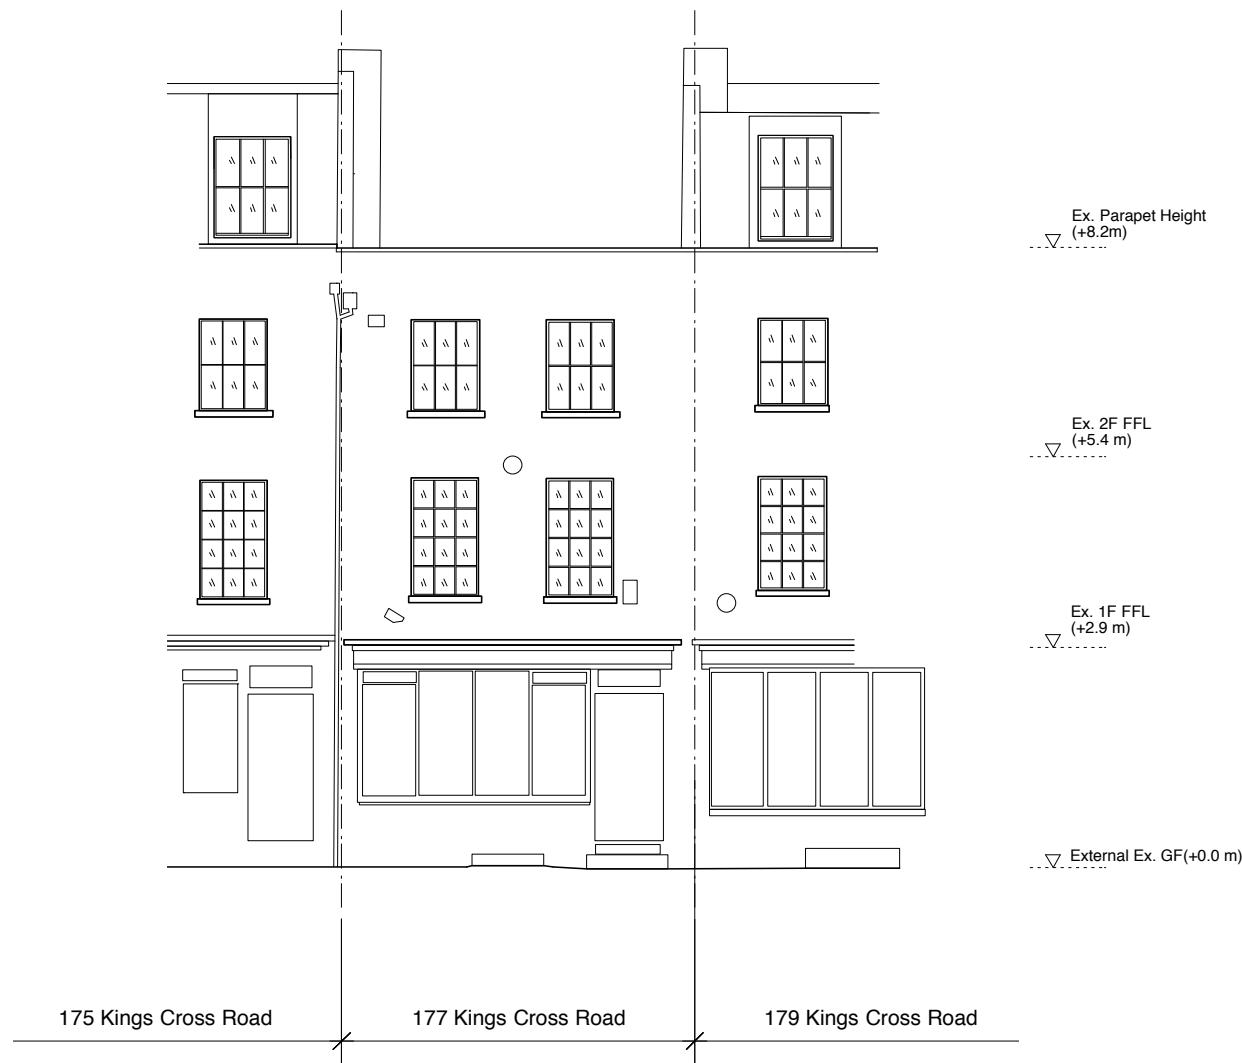 Ex. Parapet Height
(+8.2m)
Ex. 2F FFL
(+5.4 m)
Ex. 1F FFL
(+2.9 m)
External Ex. GF(+0.0 m)
175 Kings Cross Road
177 Kings Cross Road
179 Kings Cross Road